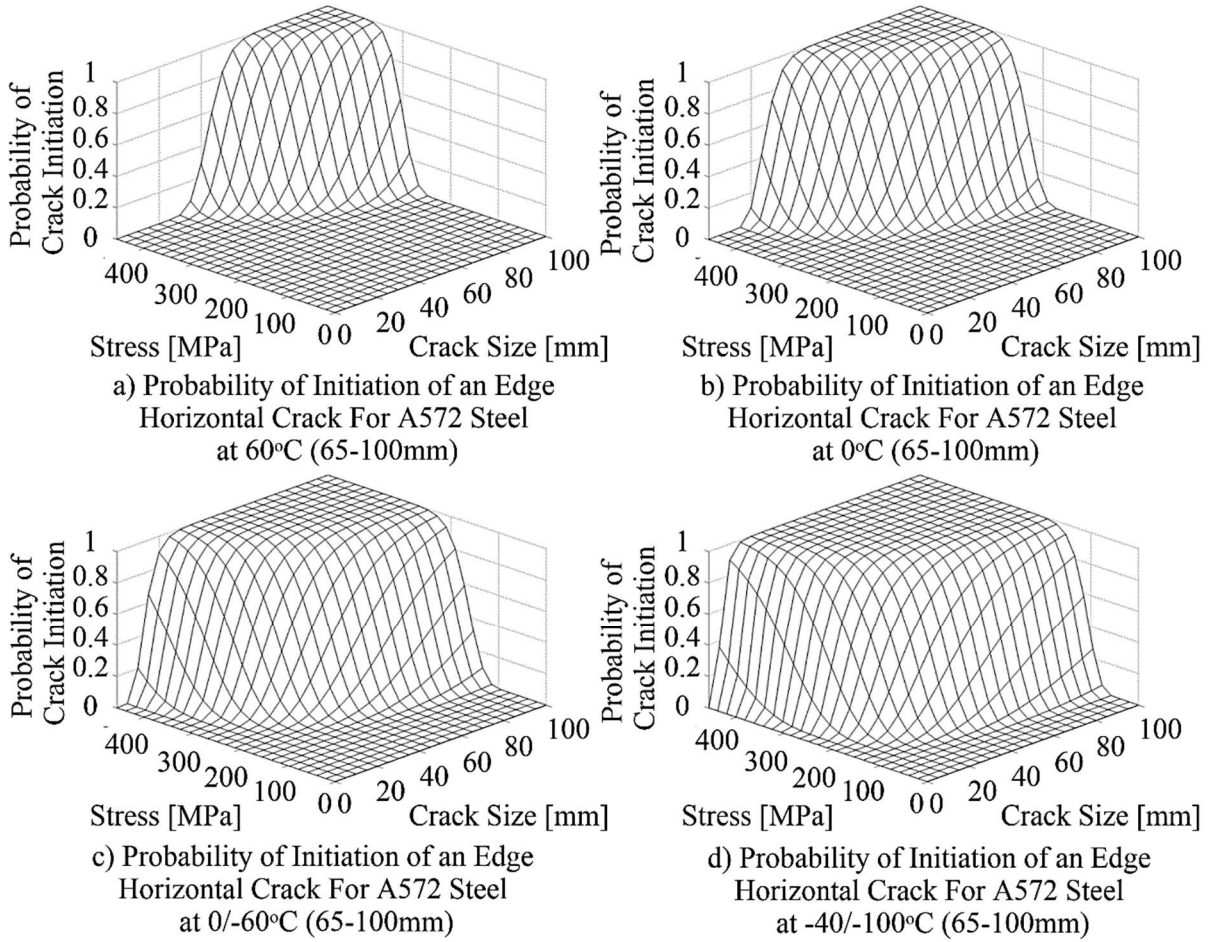 Probability of
Crack Initiation
1
0.8
0.6
0.4
0.2
0
400
300
200
100
0
0
20
40
60
80
100
Stress [MPa]
Crack Size [mm]
a) Probability of Initiation of an Edge
Horizontal Crack For A572 Steel
at 60ºC (65-100mm)
Probability of
Crack Initiation
1
0.8
0.6
0.4
0.2
0
400
300
200
100
0
0
20
40
60
80
100
Stress [MPa]
Crack Size [mm]
b) Probability of Initiation of an Edge
Horizontal Crack For A572 Steel
at 0ºC (65-100mm)
Probability of
Crack Initiation
1
0.8
0.6
0.4
0.2
0
400
300
200
100
0
0
20
40
60
80
100
Stress [MPa]
Crack Size [mm]
c) Probability of Initiation of an Edge
Horizontal Crack For A572 Steel
at 0/-60ºC (65-100mm)
Probability of
Crack Initiation
1
0.8
0.6
0.4
0.2
0
400
300
200
100
0
0
20
40
60
80
100
Stress [MPa]
Crack Size [mm]
d) Probability of Initiation of an Edge
Horizontal Crack For A572 Steel
at -40/-100ºC (65-100mm)